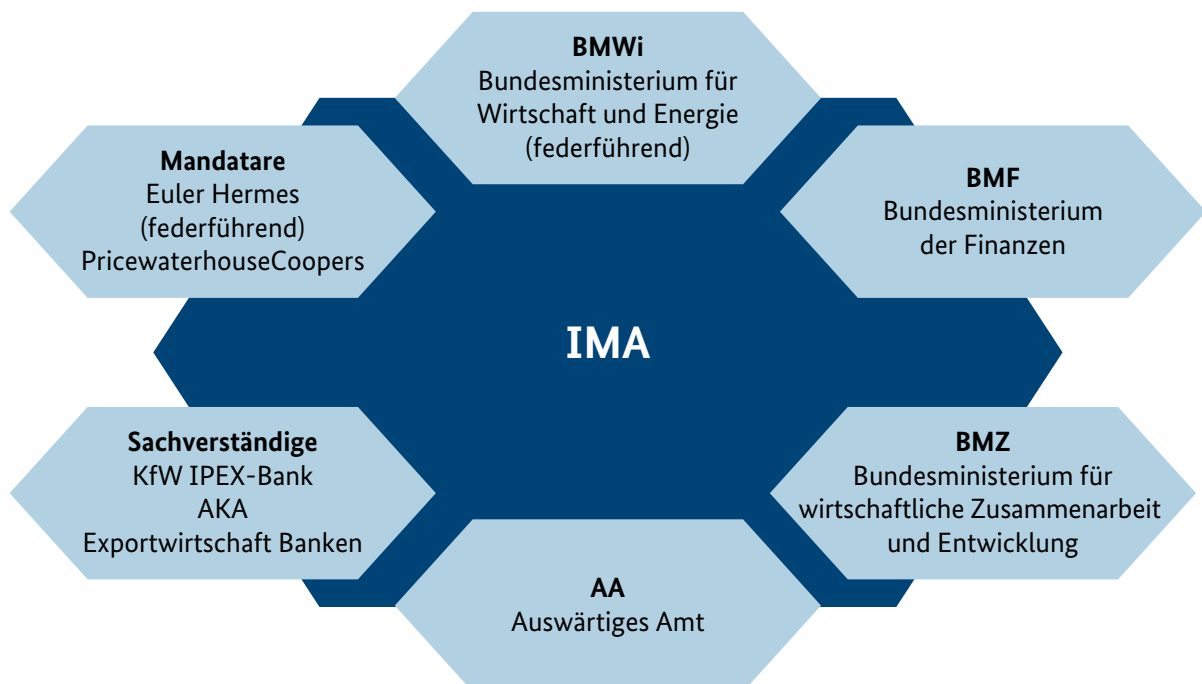 BMWi
Bundesministerium für
Wirtschaft und Energie
(federführend)
Mandatare
Euler Hermes
(federführend)
PricewaterhouseCoopers
BMF
Bundesministerium
der Finanzen
IMA
Sachverständige
KfW IPEX-Bank
AKA
Exportwirtschaft Banken
BMZ
Bundesministerium für
wirtschaftliche Zusammenarbeit
und Entwicklung
AA
Auswärtiges Amt